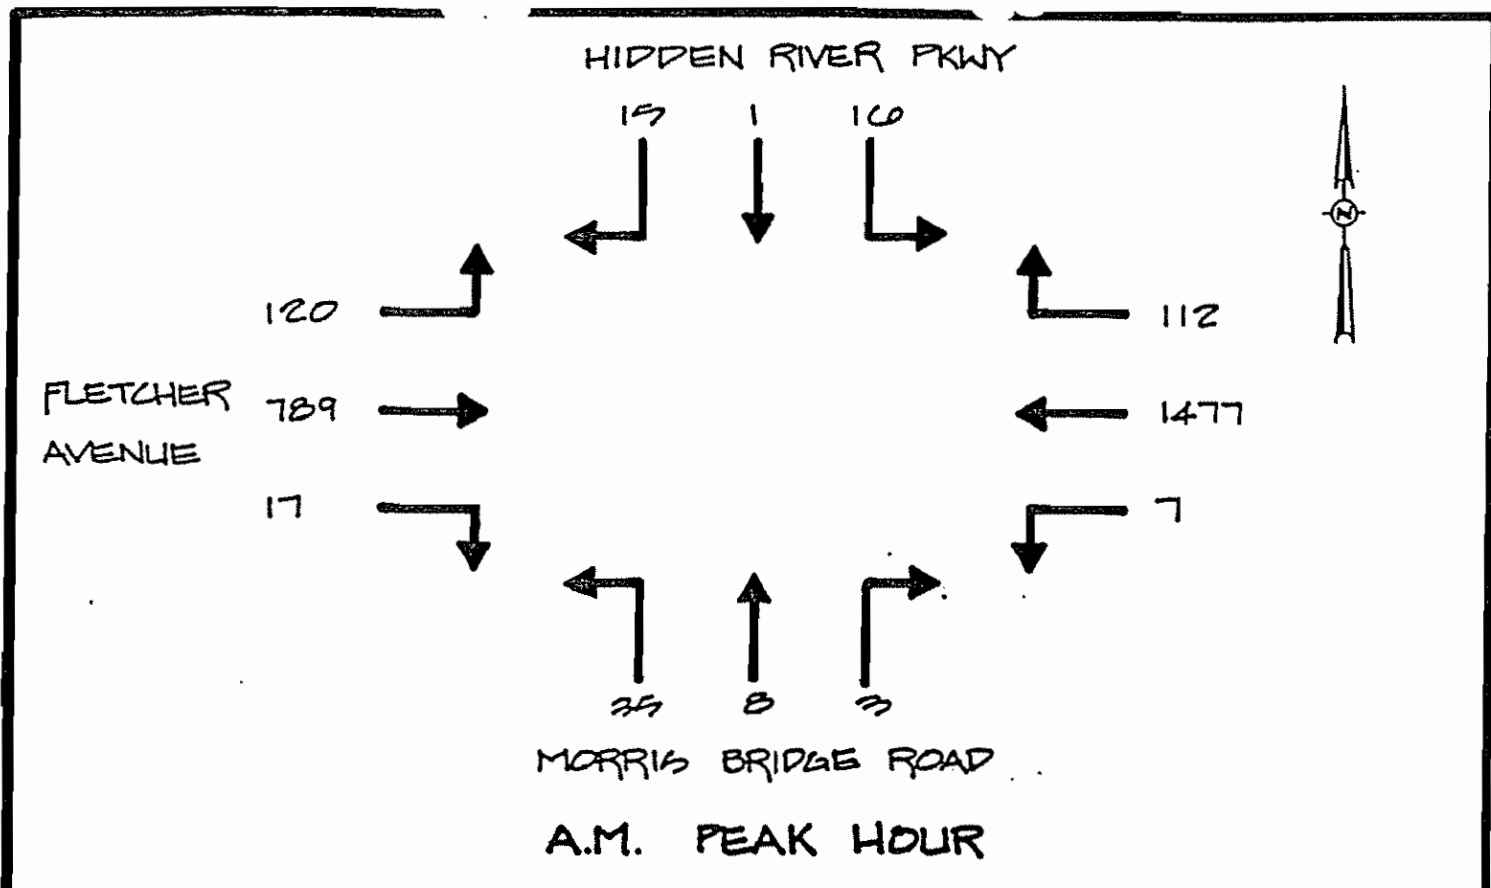 HIDDEN RIVER PKWY
15 1 16
120 112
N
FLETCHER 789 1477
AVENUE
17 7
35 8 3
MORRIS BRIDGE ROAD
A.M. PEAK HOUR